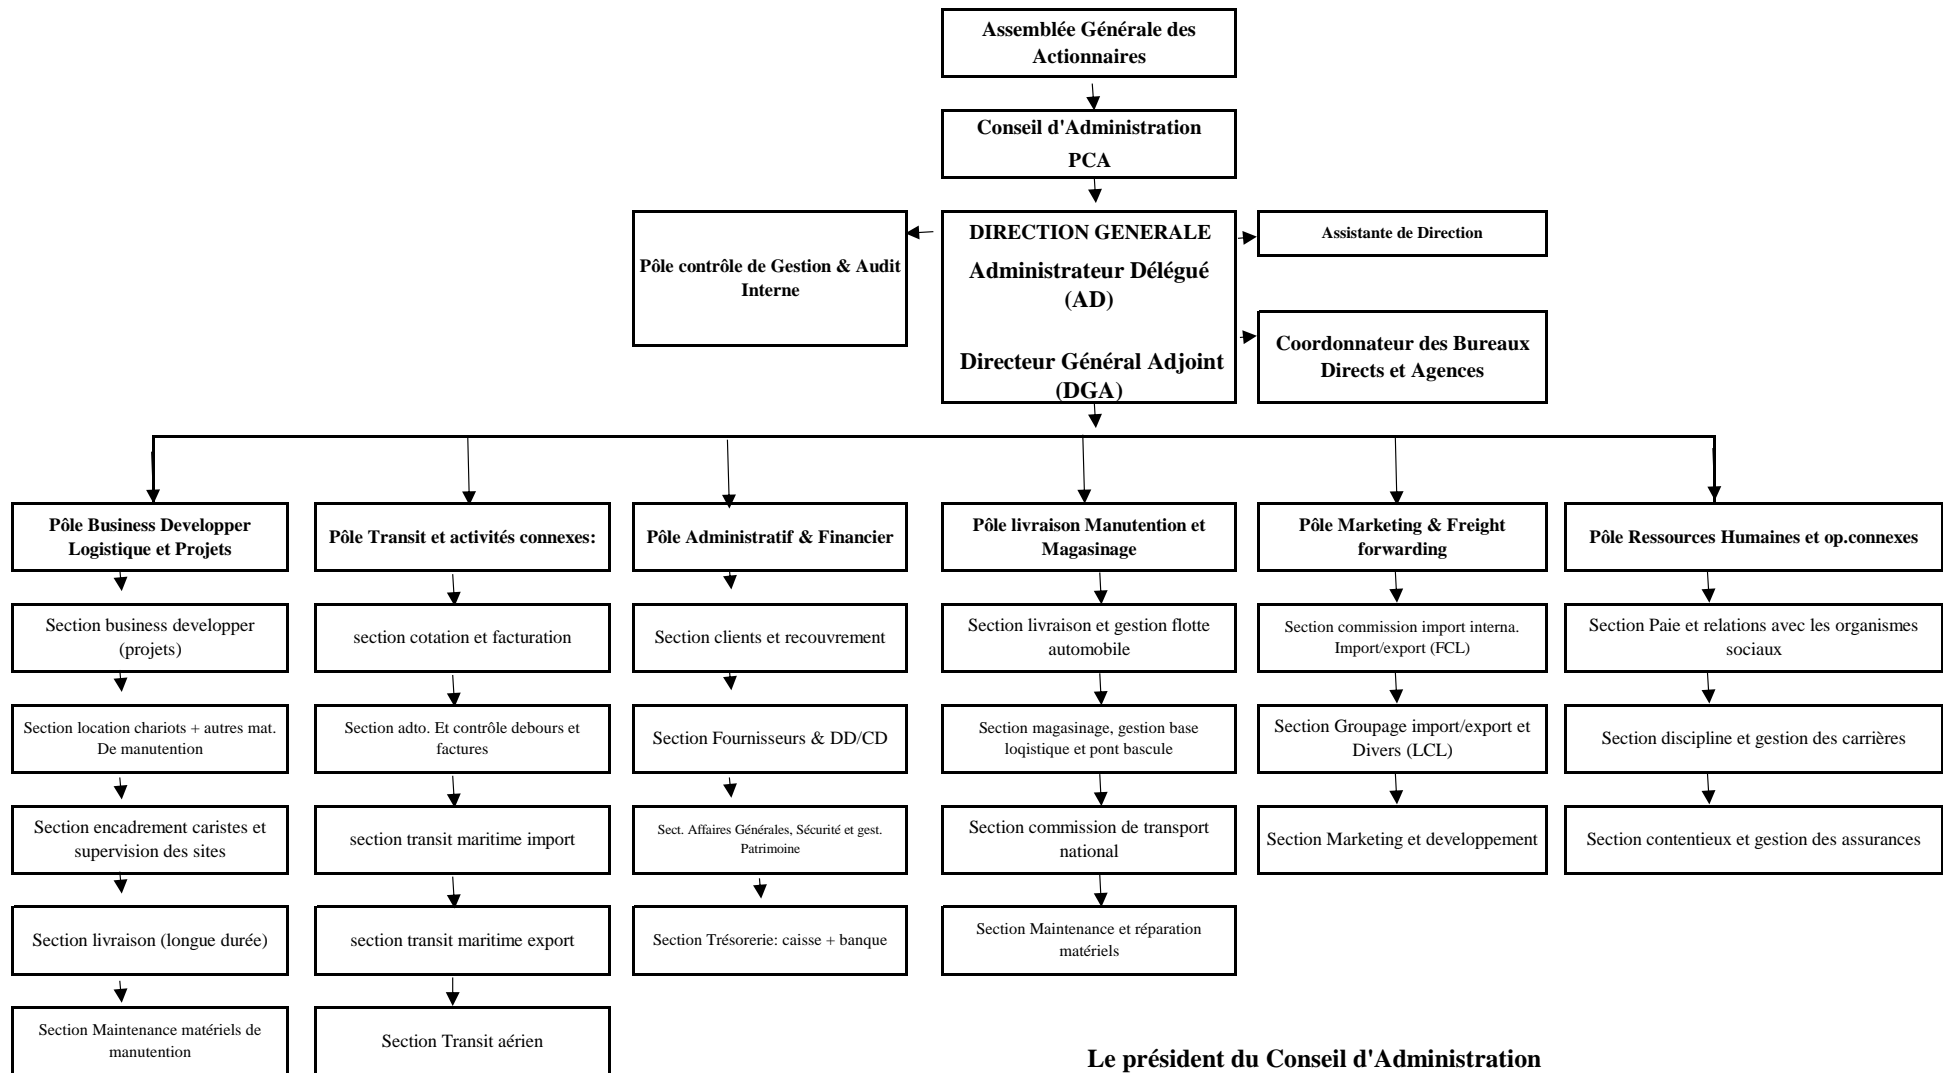 Assemblée Générale des
Actionnaires
Conseil d'Administration
PCA
Pôle contrôle de Gestion & Audit
Interne
DIRECTION GENERALE
Administrateur Délégué
(AD)
Directeur Général Adjoint
(DGA)
Assistante de Direction
Coordonnateur des Bureaux
Directs et Agences
Pôle Business Developper
Logistique et Projets
Section business developper
(projets)
Section location chariots + autres mat.
De manutention
Section encadrement caristes et
supervision des sites
Section livraison (longue durée)
Section Maintenance matériels de
manutention
Pôle Transit et activités connexes:
section cotation et facturation
Section adto. Et contrôle debours et
factures
section transit maritime import
section transit maritime export
Section Transit aérien
Pôle Administratif & Financier
Section clients et recouvrement
Section Fournisseurs & DD/CD
Sect. Affaires Générales, Sécurité et gest.
Patrimoine
Section Trésorerie: caisse + banque
Pôle livraison Manutention et
Magasinage
Section livraison et gestion flotte
automobile
Section magasinage, gestion base
loqistique et pont bascule
Section commission de transport
national
Section Maintenance et réparation
matériels
Pôle Marketing & Freight
forwarding
Section commission import interna.
Import/export (FCL)
Section Groupage import/export et
Divers (LCL)
Section Marketing et developpement
Pôle Ressources Humaines et op.connexes
Section Paie et relations avec les organismes
sociaux
Section discipline et gestion des carrières
Section contentieux et gestion des assurances
Le président du Conseil d'Administration